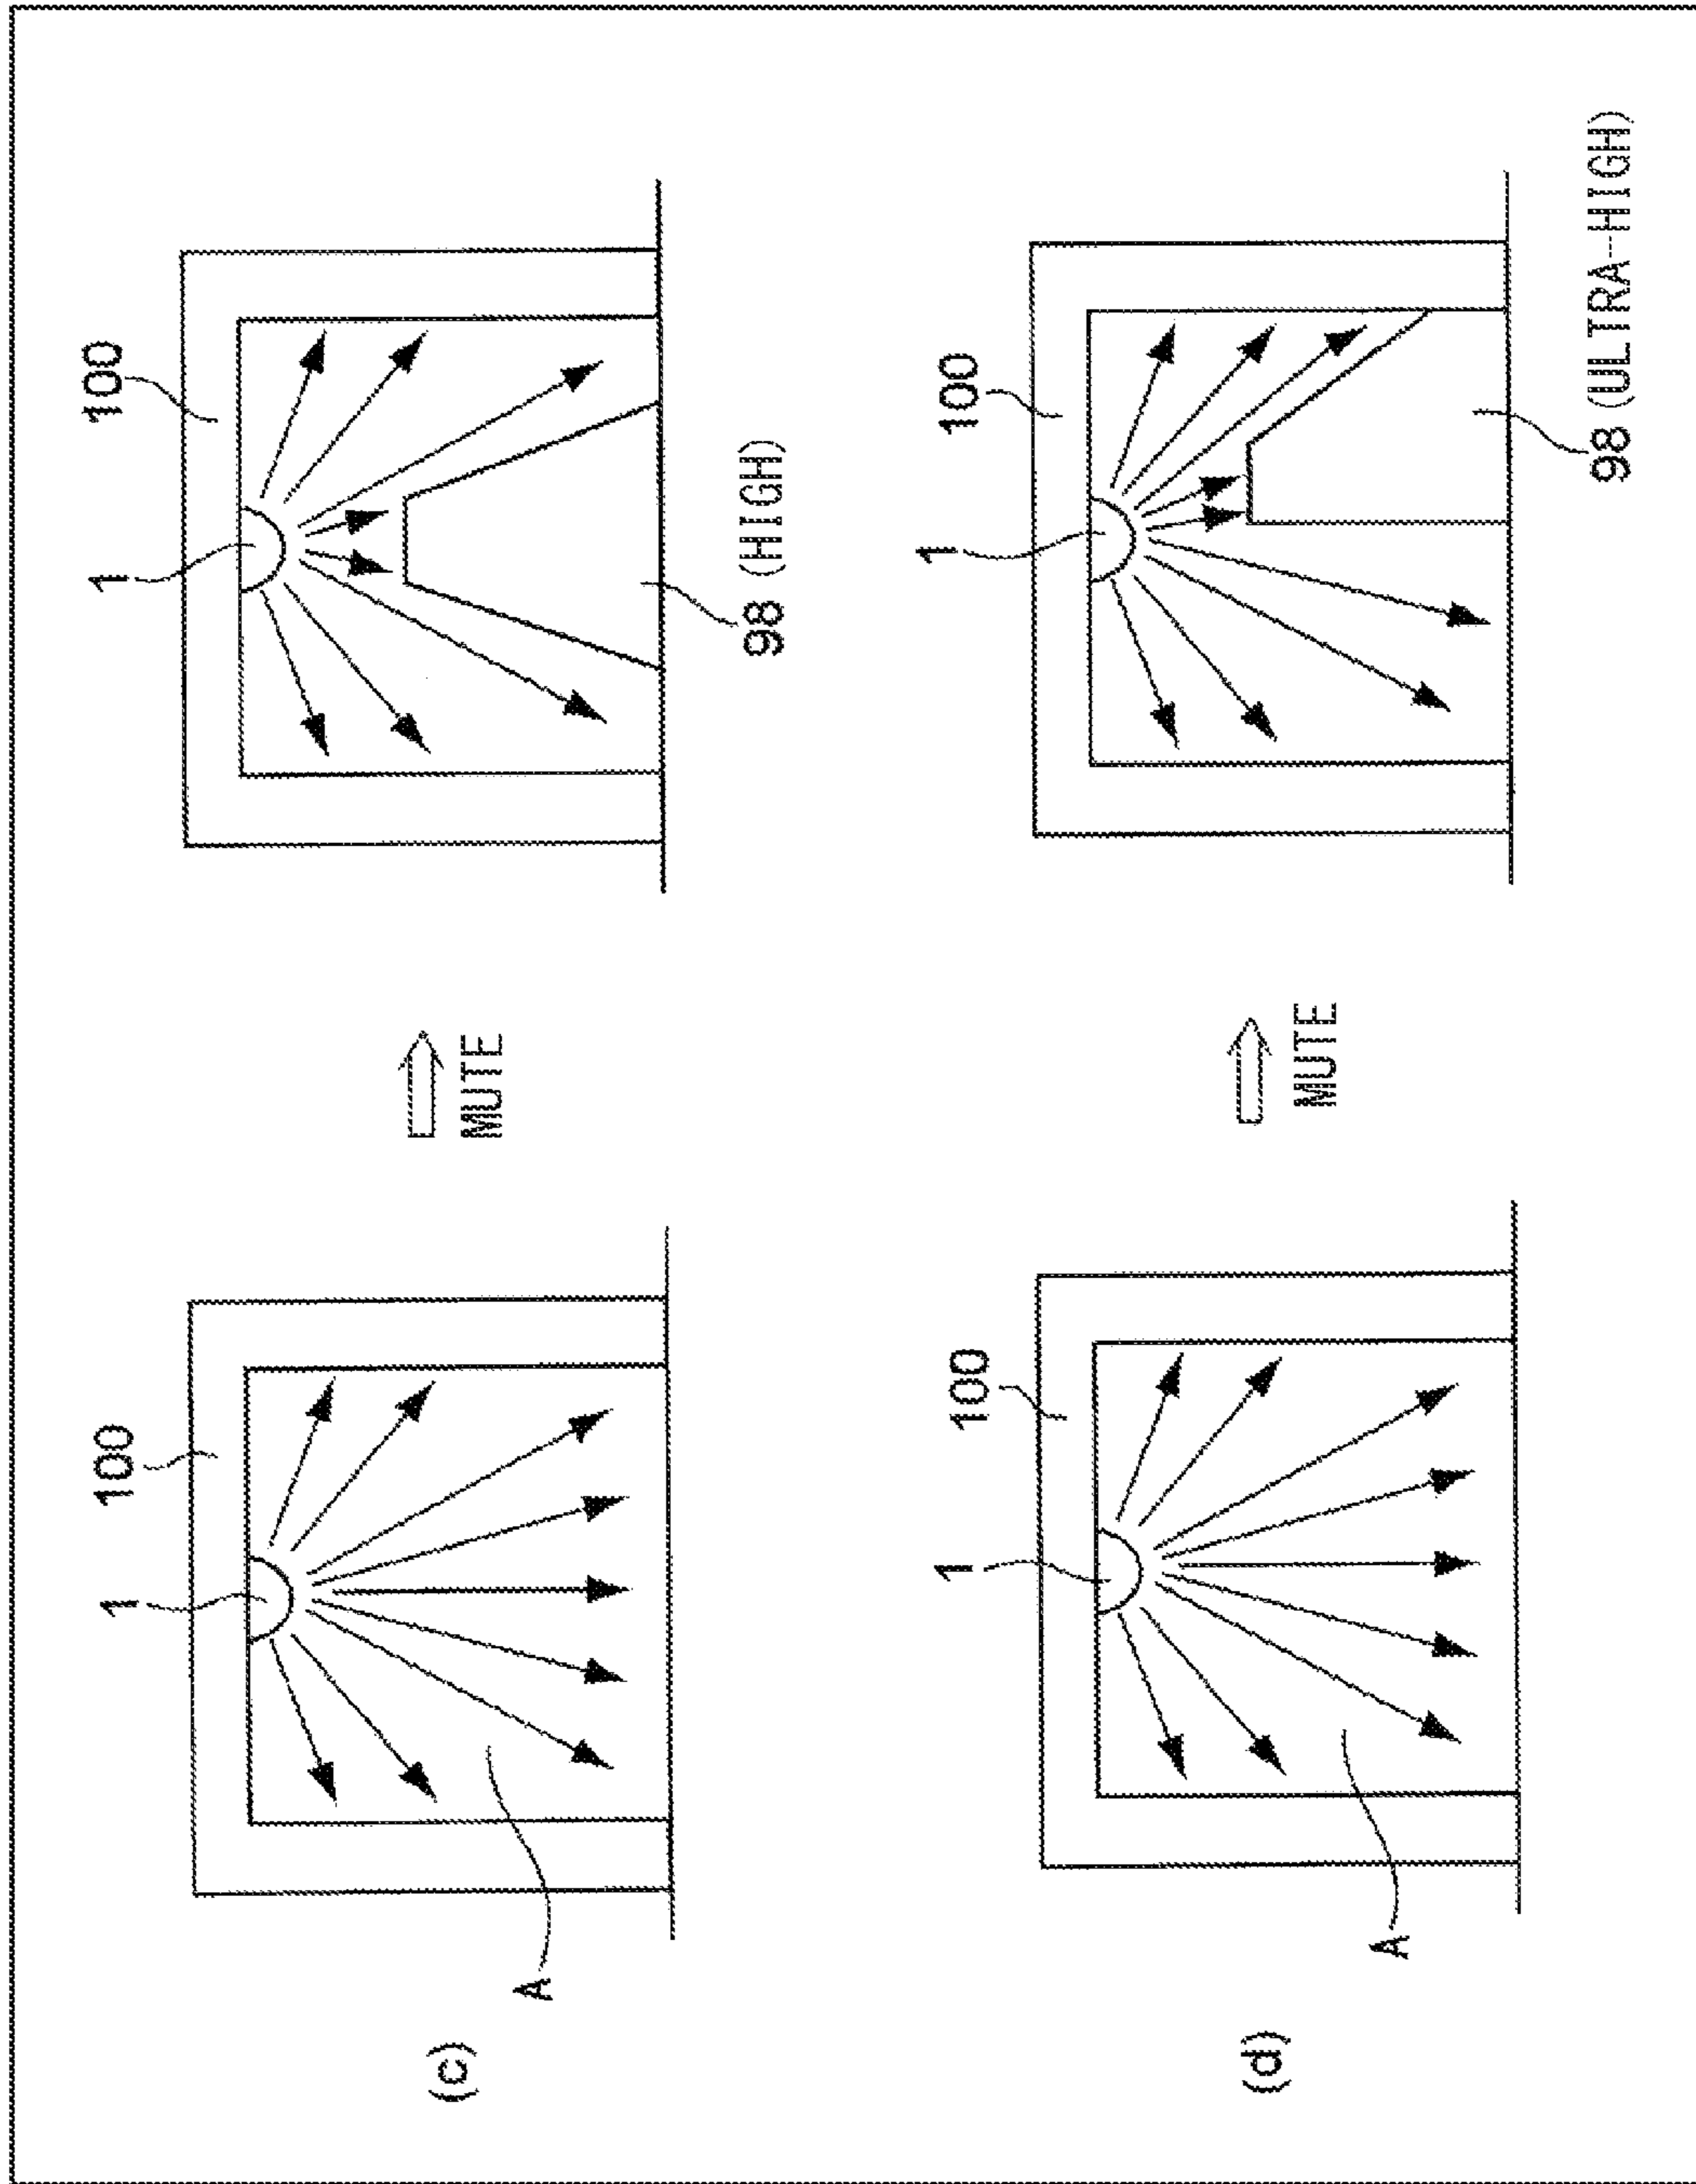 (c)
A
1
100
MUTE
1
100
98 (HIGH)
(d)
A
1
100
MUTE
1
100
98 (ULTRA-HIGH)